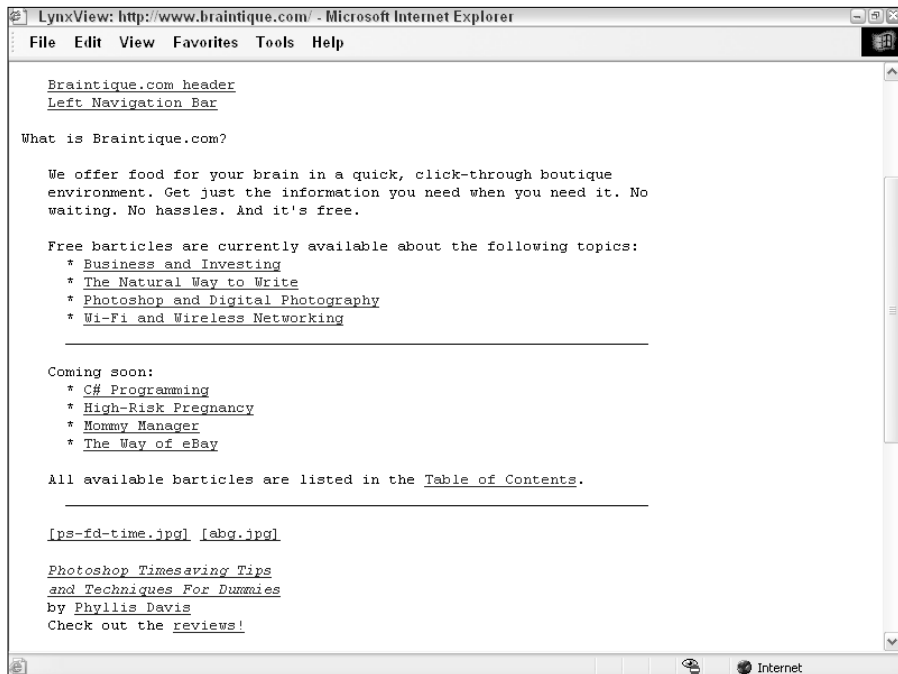 LynxView: http://www.braintique.com/ - Microsoft Internet Explorer
File Edit View Favorites Tools Help
Braintique.com header
Left Navigation Bar
What is Braintique.com?
We offer food for your brain in a quick, click-through boutique
environment. Get just the information you need when you need it. No
waiting. No hassles. And it's free.
Free barticles are currently available about the following topics:
* Business and Investing
* The Natural Way to Write
* Photoshop and Digital Photography
* Wi-Fi and Wireless Networking
Coming soon:
* C# Programming
* High-Risk Pregnancy
* Mommy Manager
* The Way of eBay
All available barticles are listed in the Table of Contents.
[ps-fd-time.jpg] [abg.jpg]
Photoshop Timesaving Tips
and Techniques For Dummies
by Phyllis Davis
Check out the reviews!
Internet